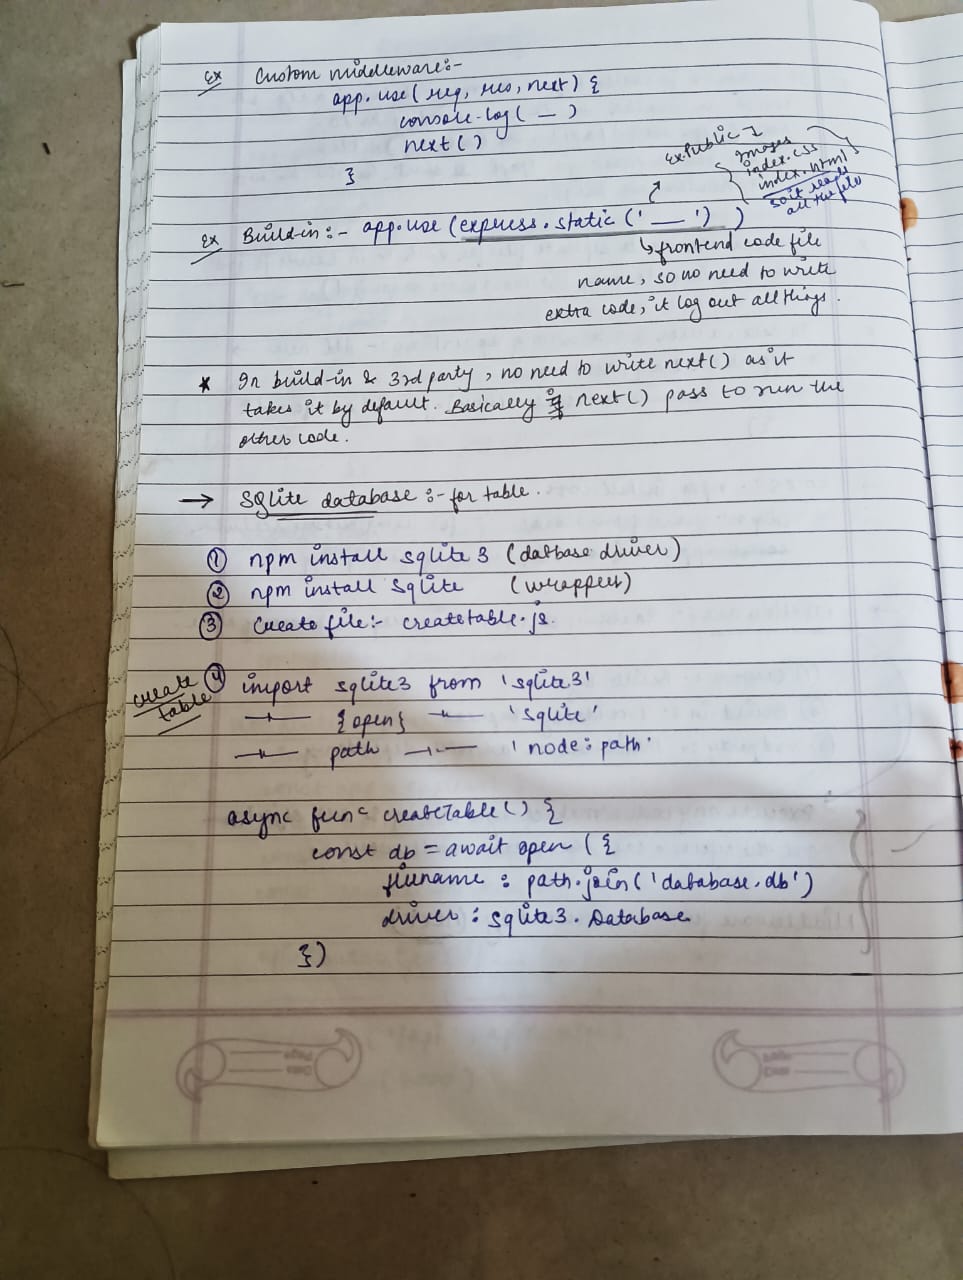 Ex Custom middleware:-
app.use( req, res, next) {
console.log( — )
next()
}
Ex. Public
images
index.css
index.html
so it reads
all the file
Ex Build-in :- app.use (express.static ('___') )
↳ frontend code file
name, so no need to write
extra code, it log out all things.
* In build-in & 3rd party, no need to write next() as it
takes it by default. Basically next() pass to run the
other code.
→ SQlite database :- for table.
① npm install sqlite 3 (datbase driver)
② npm install sqlite (wrapper)
③ Create file:- createtable.js.
create
table
④ import sqlite3 from 'sqlite3'
—〃— {open} —〃— 'sqlite'
—〃— path —〃— 'node: path'
async func createTable() {
const db = await open ( {
filename : path.join('database.db')
driver : sqlite3. Database
})